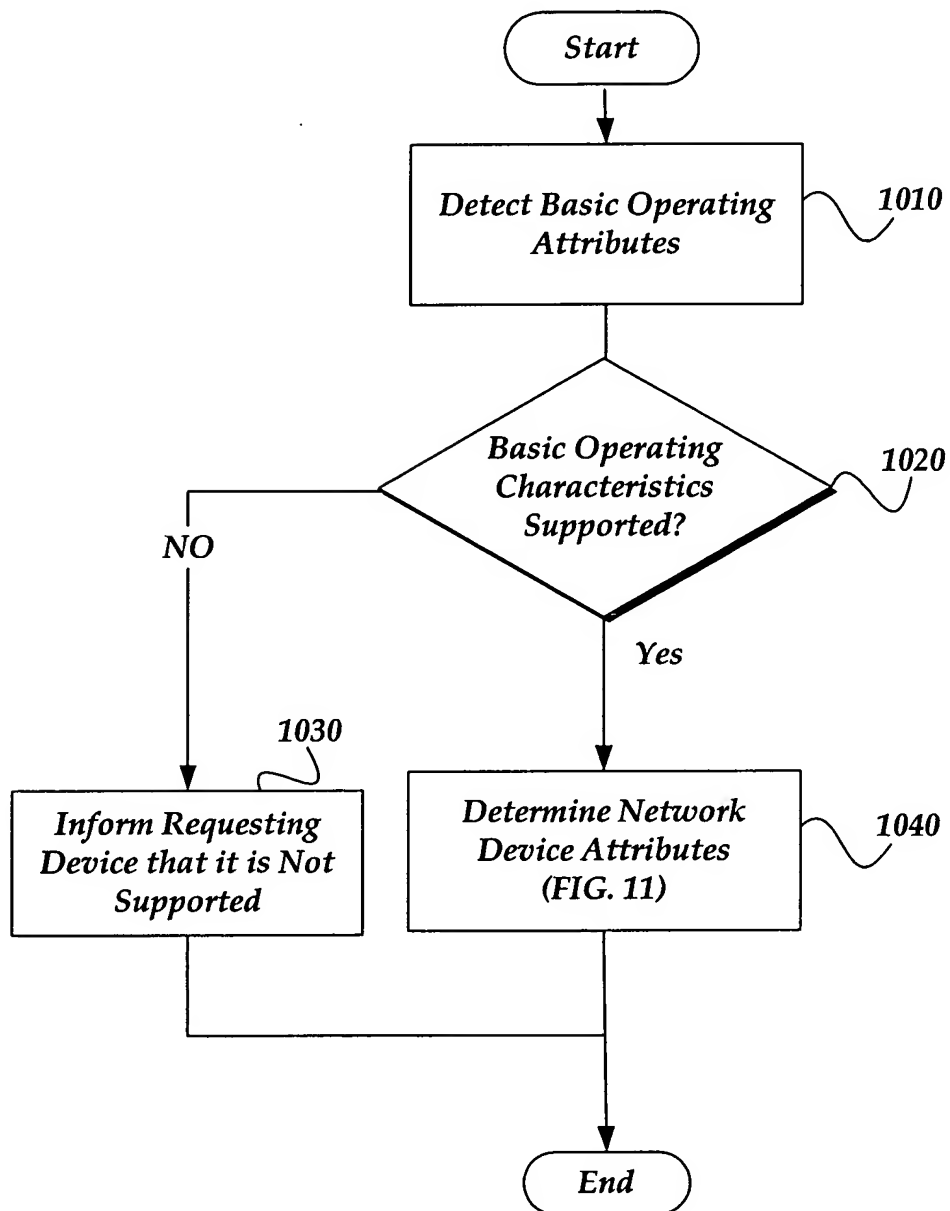 Start
Detect Basic Operating
Attributes
1010
Basic Operating
Characteristics
Supported?
1020
NO
Yes
1030
Inform Requesting
Device that it is Not
Supported
Determine Network
Device Attributes
(FIG. 11)
1040
End